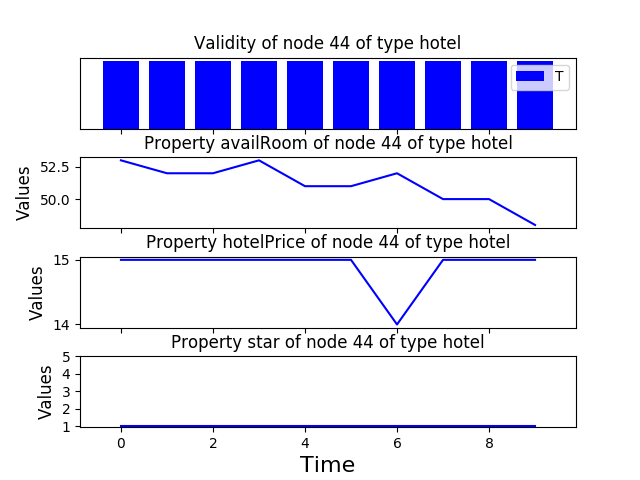 Validity of node 44 of type hotel
T
Property availRoom of node 44 of type hotel
52.5
50.0
Values
Property hotelPrice of node 44 of type hotel
15
14
Values
Property star of node 44 of type hotel
5
4
3
2
1
Values
0 2 4 6 8
Time